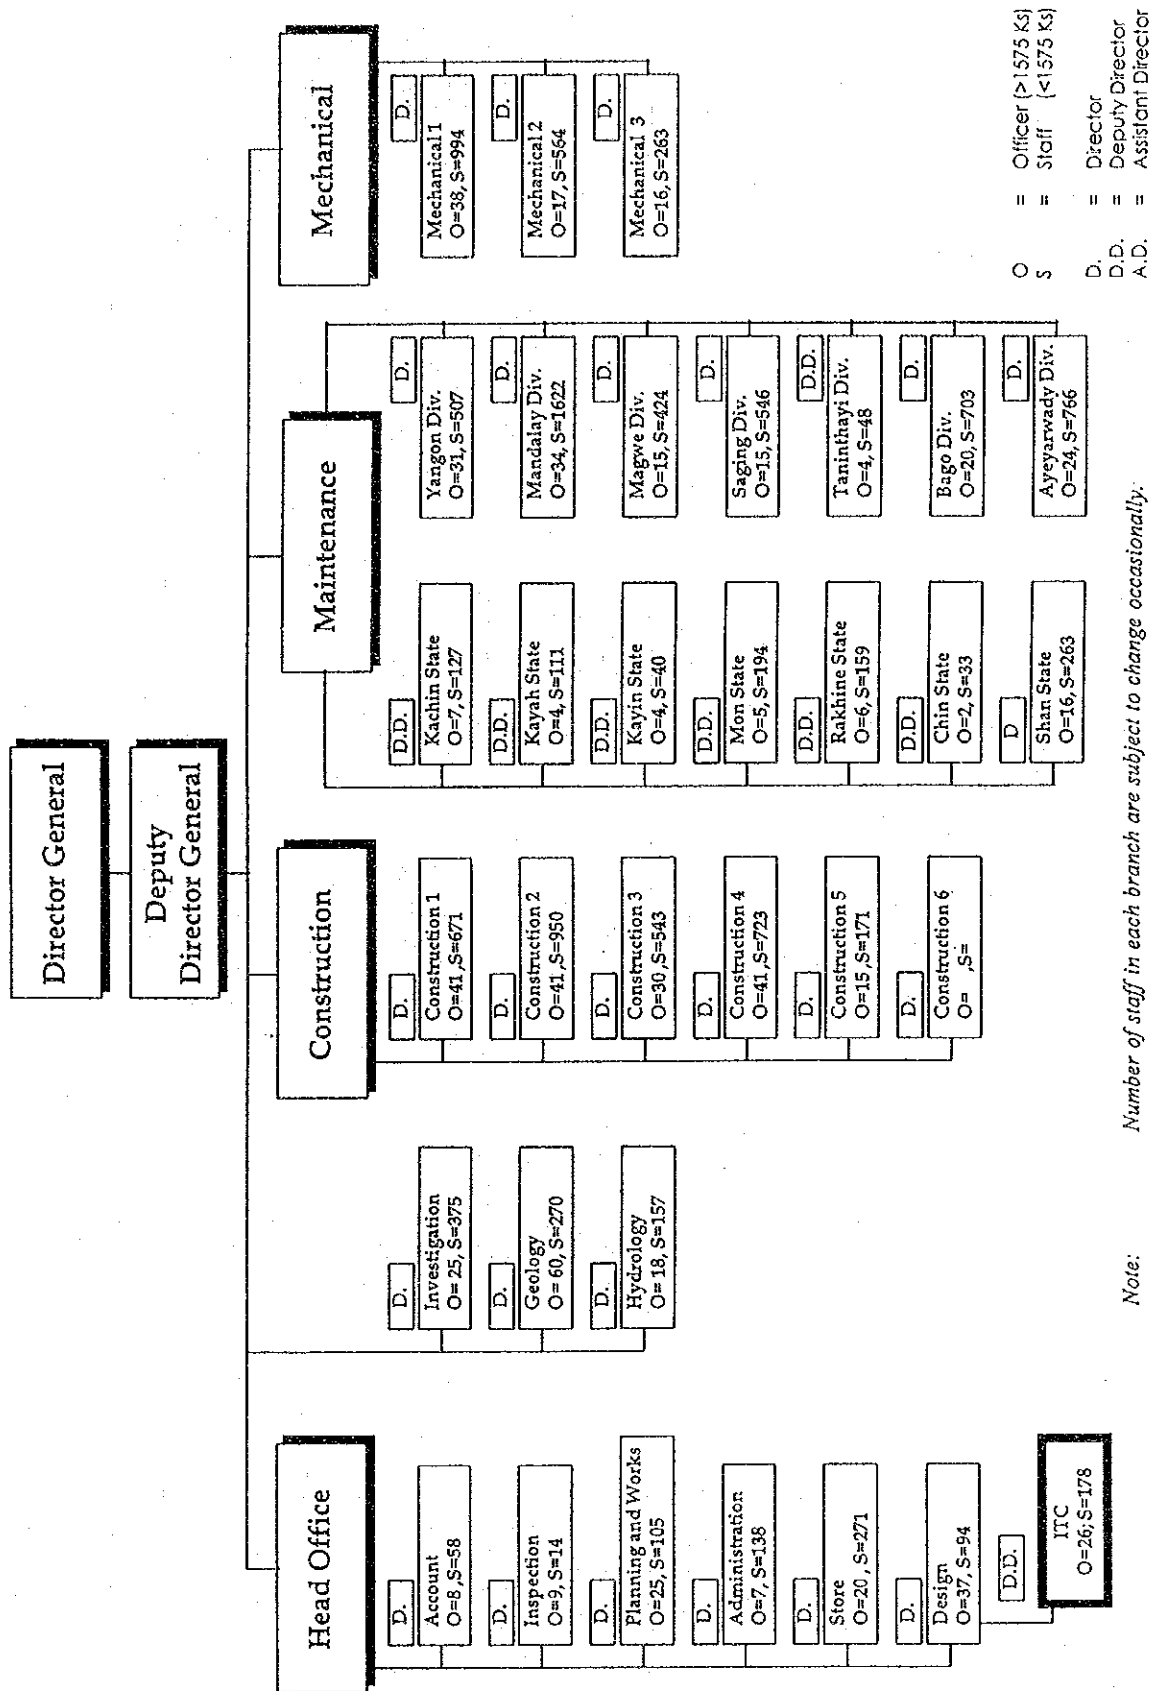 Director General
Deputy
Director General
Head Office
D.
Account
O=8,S=58
D.
Inspection
O=9, S=14
D.
Planning and Works
O=25, S=105
D.
Administration
O=7, S=138
D.
Store
O=20, S=271
D.
Design
O=37, S=94
D.D.
ITC
O=26; S=178
D.
Investigation
O= 25, S=375
D.
Geology
O= 60, S=270
D.
Hydrology
O= 18, S=157
Construction
D.
Construction 1
O=41 ,S=671
D.
Construction 2
O=41 ,S=950
D.
Construction 3
O=30 ,S=543
D.
Construction 4
O=41 ,S=723
D.
Construction 5
O=15 ,S=171
D.
Construction 6
O= ,S=
Maintenance
D.D.
Kachin State
O=7, S=127
D.D.
Kayah State
O=4, S=111
D.D.
Kayin State
O=4, S=40
D.D.
Mon State
O=5, S=194
D.D.
Rakhine State
O=6, S=159
D.D.
Chin State
O=2, S=33
D
Shan State
O=16, S=263
D.
Yangon Div.
O=31, S=507
D.
Mandalay Div.
O=34, S=1622
D.
Magwe Div.
O=15, S=424
D.
Saging Div.
O=15, S=546
D.D.
Taninthayi Div.
O=4, S=48
D.
Bago Div.
O=20, S=703
D.
Ayeyarwady Div.
O=24, S=766
Mechanical
D.
Mechanical 1
O=38, S=994
D.
Mechanical 2
O=17, S=564
D.
Mechanical 3
O=16, S=263
O = Officer (>1575 Ks)
S = Staff (<1575 Ks)
D. = Director
D.D. = Deputy Director
A.D. = Assistant Director
Note: Number of staff in each branch are subject to change occasionally.